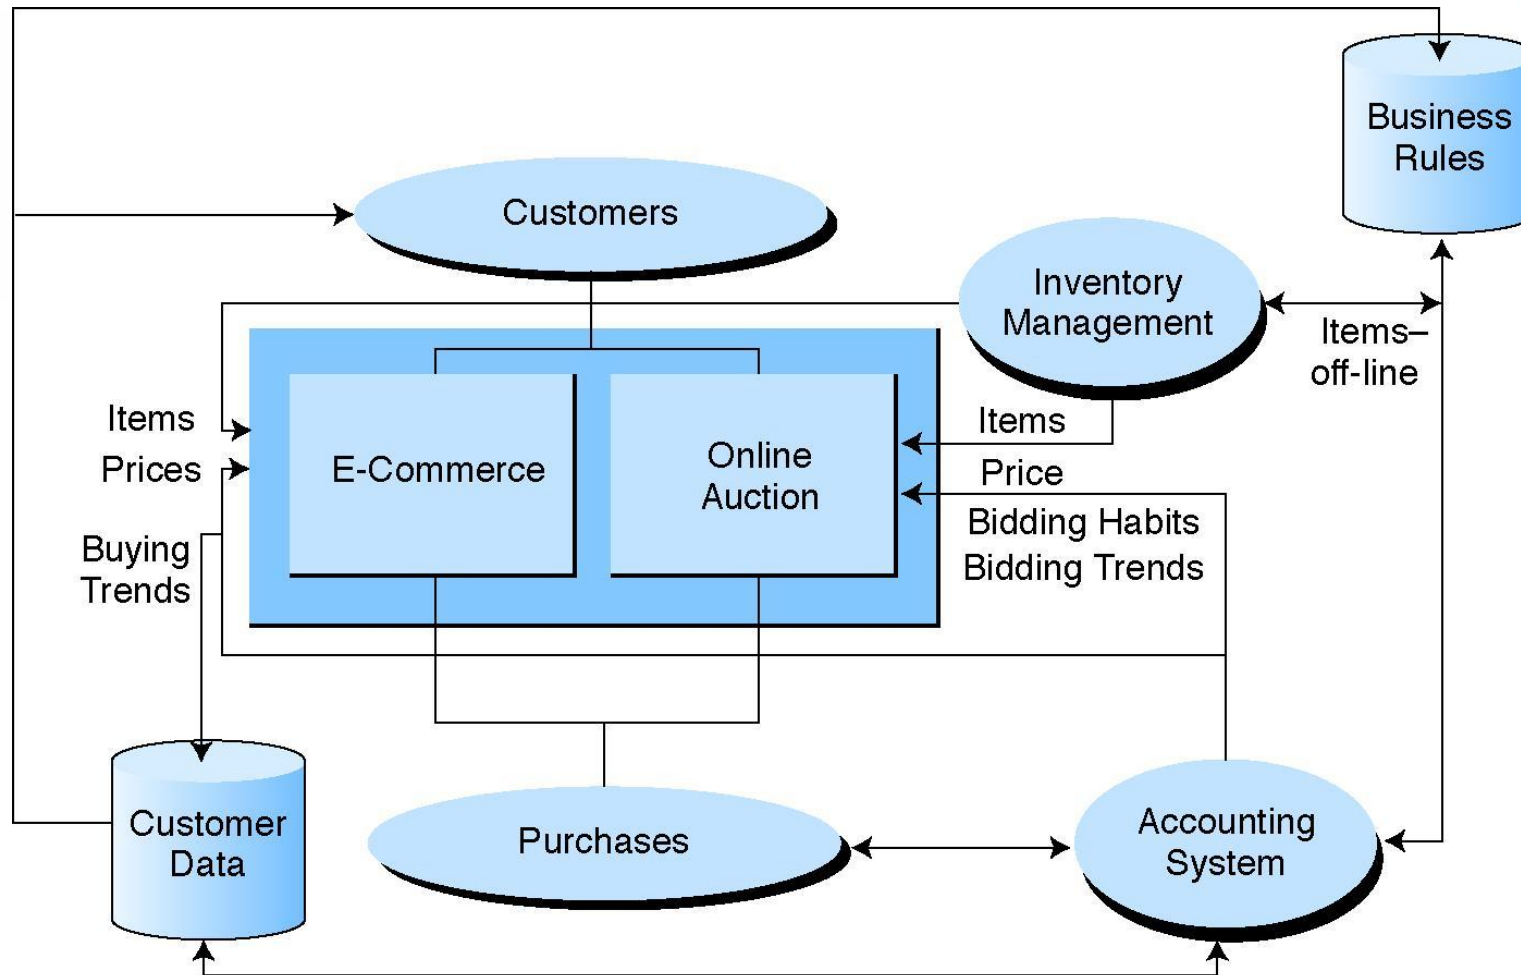 Business
Rules
Customers
Inventory
Management
Items–
off-line
Items
Prices
Buying
Trends
E-Commerce
Online
Auction
Items
Price
Bidding Habits
Bidding Trends
Customer
Data
Purchases
Accounting
System